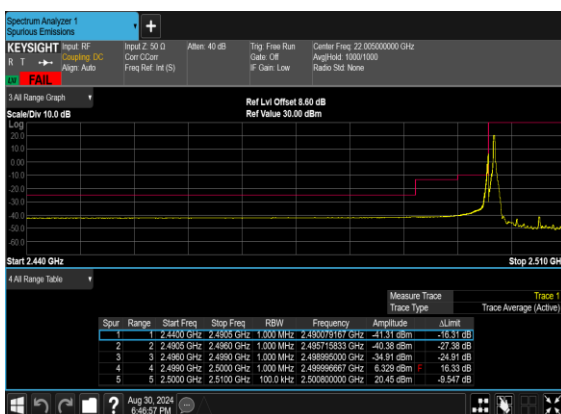 Spectrum Analyzer 1
Spurious Emissions
KEYSIGHT Input: RF Input Z: 50 Ω Atten: 40 dB Trig: Free Run Center Freq: 22.005000000 GHz
R T Coupling: DC Corr CCorr Gate: Off Avg|Hold: 1000/1000
Align: Auto Freq Ref: Int (S) IF Gain: Low Radio Std: None
LXI FAIL
3 All Range Graph
Ref Lvl Offset 8.60 dB
Scale/Div 10.0 dB Ref Value 30.00 dBm
Log
20.0
10.0
0.00
-10.0
-20.0
-30.0
-40.0
-50.0
-60.0
Start 2.440 GHz Stop 2.510 GH
4 All Range Table
Measure Trace Trace 1
Trace Type Trace Average (Active)
Spur Range Start Freq Stop Freq RBW Frequency Amplitude ΔLimit
1 1 2.4400 GHz 2.4905 GHz 1.000 MHz 2.490079167 GHz -41.31 dBm -16.31 dB
2 2 2.4905 GHz 2.4960 GHz 1.000 MHz 2.495715833 GHz -40.38 dBm -27.38 dB
3 3 2.4960 GHz 2.4990 GHz 1.000 MHz 2.498995000 GHz -34.91 dBm -24.91 dB
4 4 2.4990 GHz 2.5000 GHz 1.000 MHz 2.499996667 GHz 6.329 dBm F 16.33 dB
5 5 2.5000 GHz 2.5100 GHz 100.0 kHz 2.500800000 GHz 20.45 dBm -9.547 dB
Aug 30, 2024
6:46:57 PM